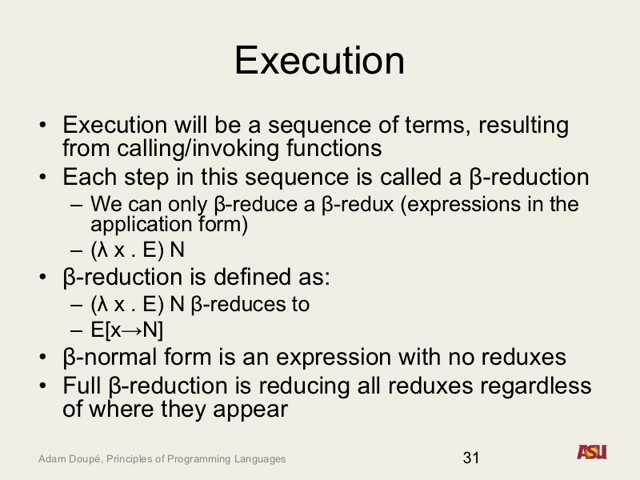 Execution
• Execution will be a sequence of terms, resulting
from calling/invoking functions
• Each step in this sequence is called a β-reduction
– We can only β-reduce a β-redux (expressions in the
application form)
– (λ x . E) N
• β-reduction is defined as:
– (λ x . E) N β-reduces to
– E[x→N]
• β-normal form is an expression with no reduxes
• Full β-reduction is reducing all reduxes regardless
of where they appear
Adam Doupé, Principles of Programming Languages
31
ASU